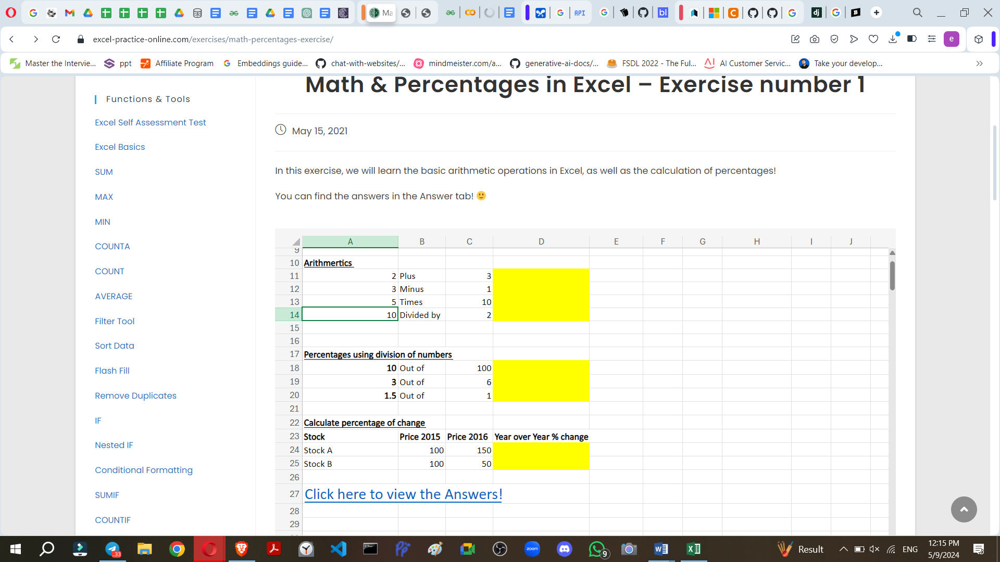 Ma
API
bl
dj
B
excel-practice-online.com/exercises/math-percentages-exercise/
e
Master the Intervie...
ppt
Affiliate Program
Embeddings guide...
chat-with-websites/...
mindmeister.com/a...
generative-ai-docs/...
FSDL 2022 - The Ful...
AI Customer Servic...
Take your develop...
Functions & Tools
Excel Self Assessment Test
Excel Basics
SUM
MAX
MIN
COUNTA
COUNT
AVERAGE
Filter Tool
Sort Data
Flash Fill
Remove Duplicates
IF
Nested IF
Conditional Formatting
SUMIF
COUNTIF
Math & Percentages in Excel – Exercise number 1
May 15, 2021
In this exercise, we will learn the basic arithmetic operations in Excel, as well as the calculation of percentages!
You can find the answers in the Answer tab! 🙂
A B C D E F G H I J
9
10 Arithmertics
11 2 Plus 3
12 3 Minus 1
13 5 Times 10
14 10 Divided by 2
15
16
17 Percentages using division of numbers
18 10 Out of 100
19 3 Out of 6
20 1.5 Out of 1
21
22 Calculate percentage of change
23 Stock Price 2015 Price 2016 Year over Year % change
24 Stock A 100 150
25 Stock B 100 50
26
27 Click here to view the Answers!
28
29
33
zoom
9
Result
ENG
12:15 PM
5/9/2024